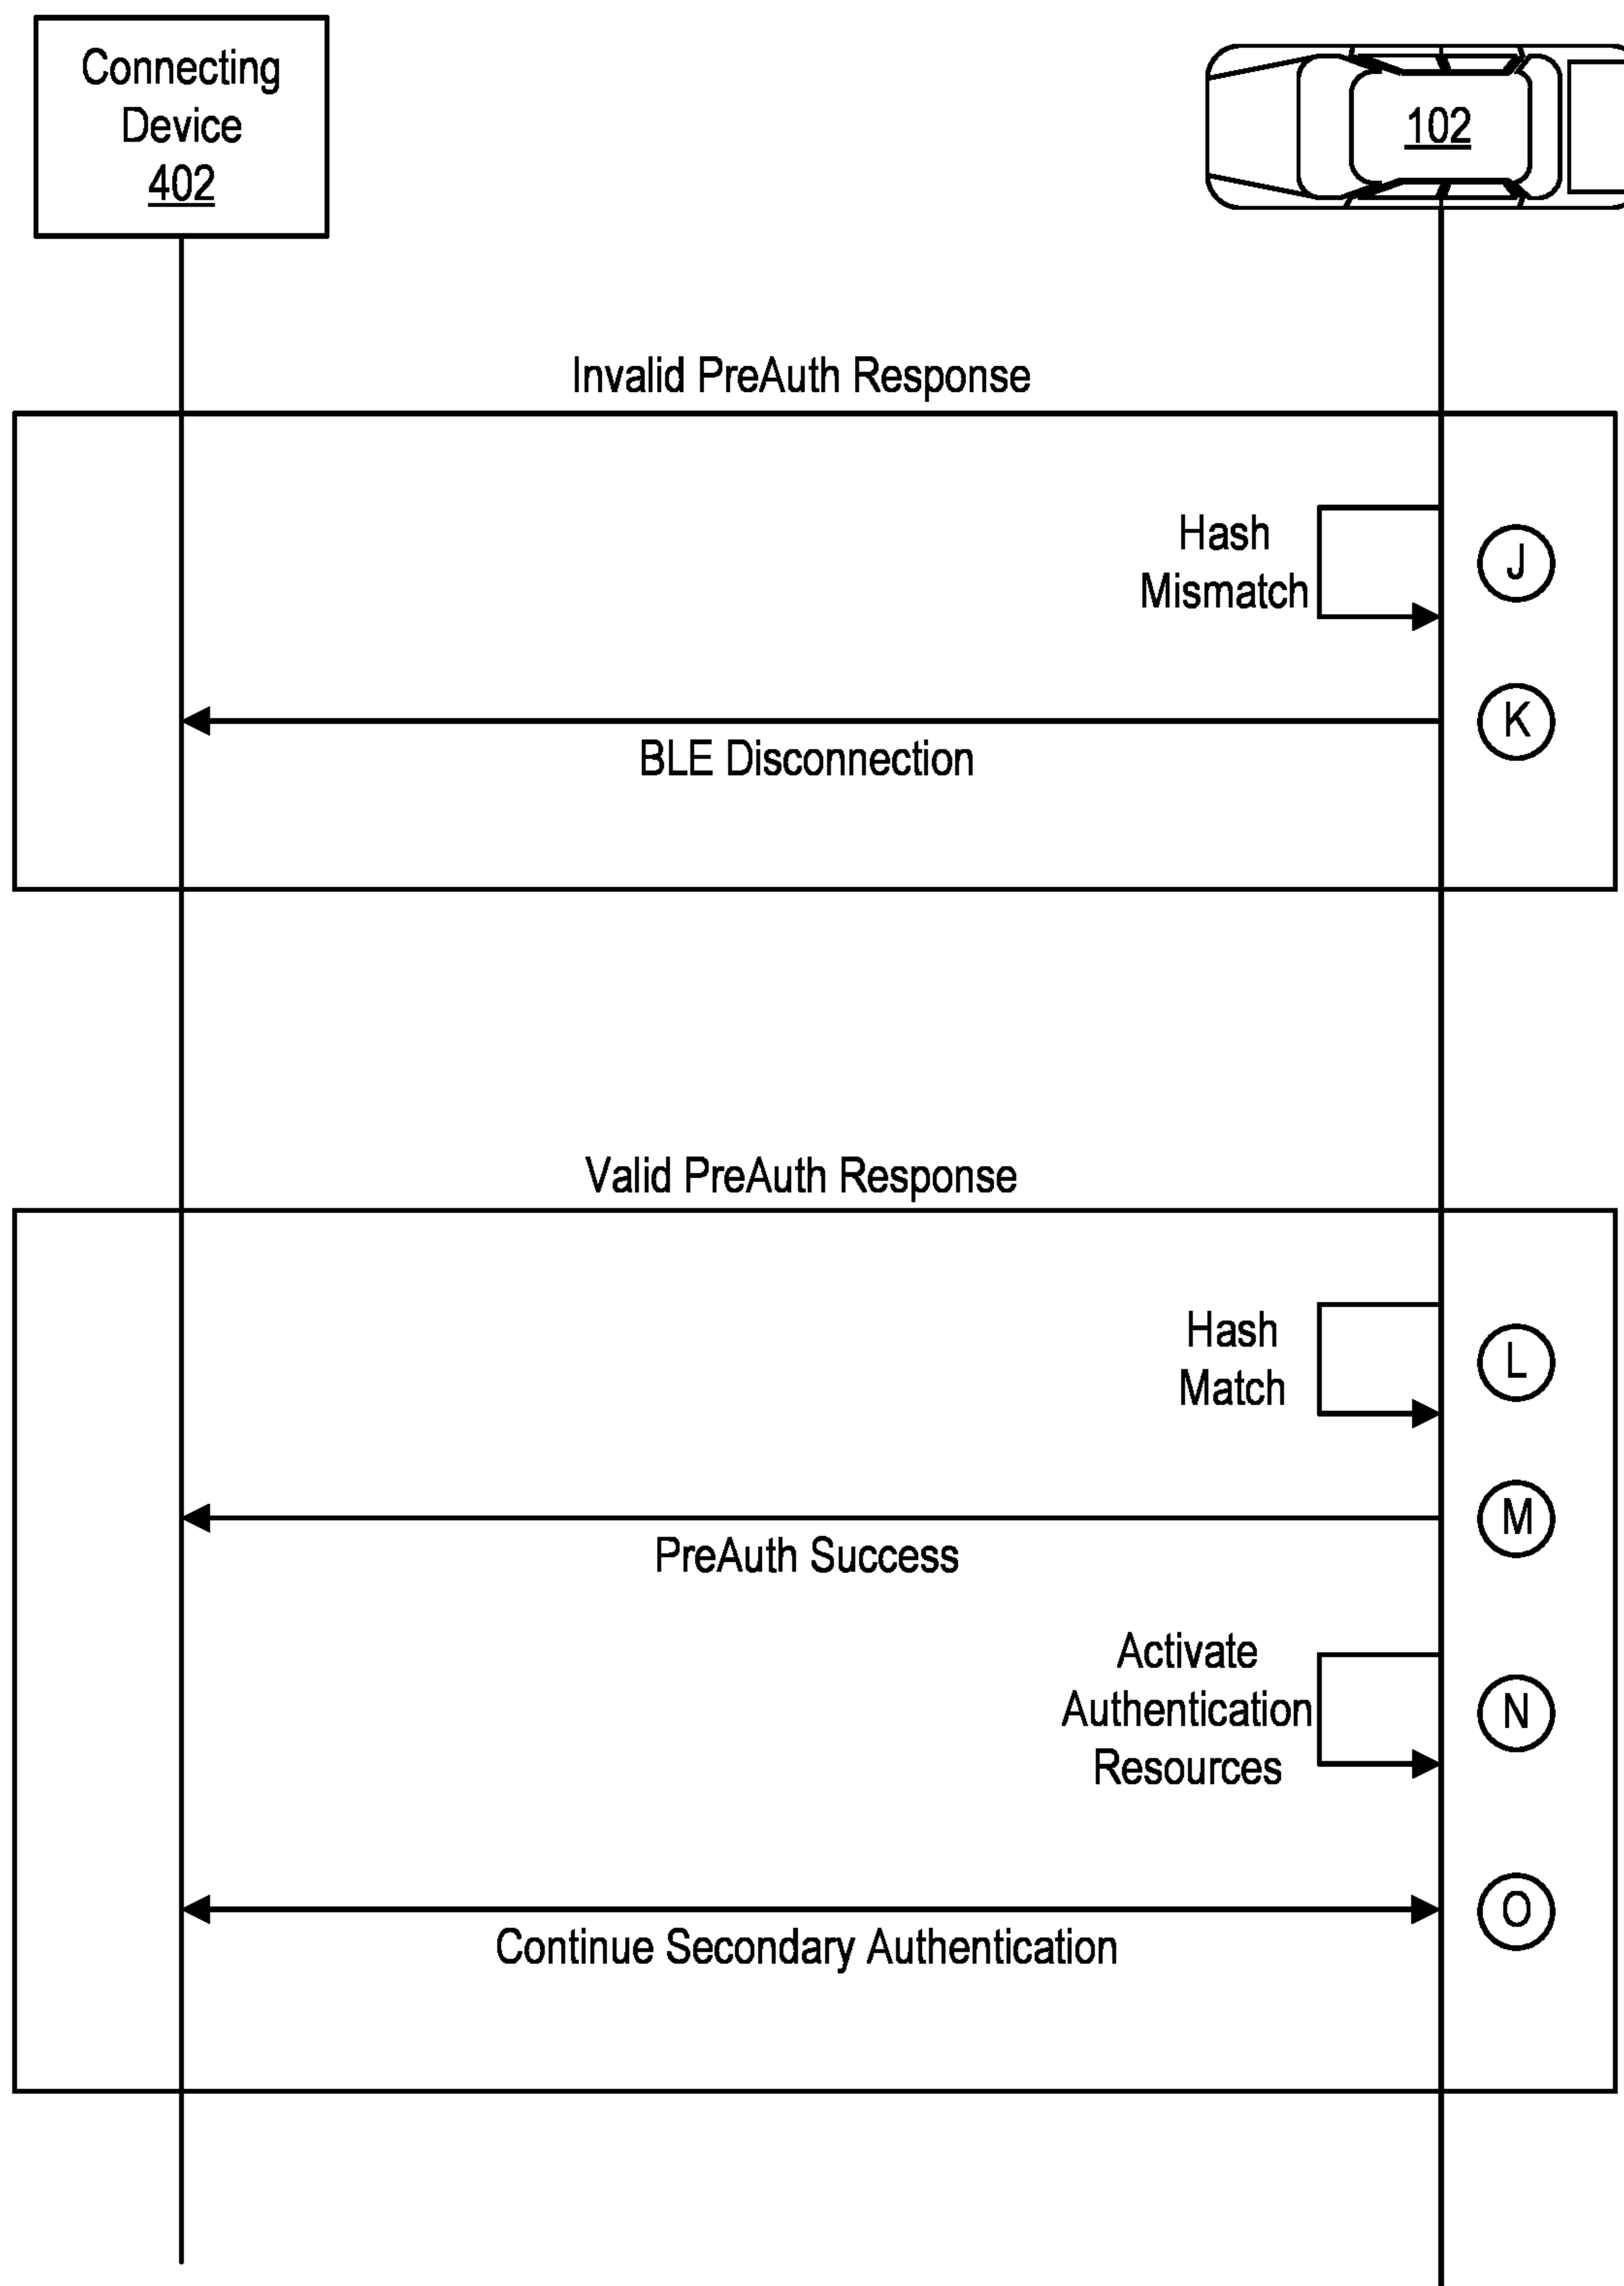 Connecting
Device
402
102
Invalid PreAuth Response
Hash
Mismatch
J
K
BLE Disconnection
Valid PreAuth Response
Hash
Match
L
M
PreAuth Success
Activate
Authentication
Resources
N
O
Continue Secondary Authentication